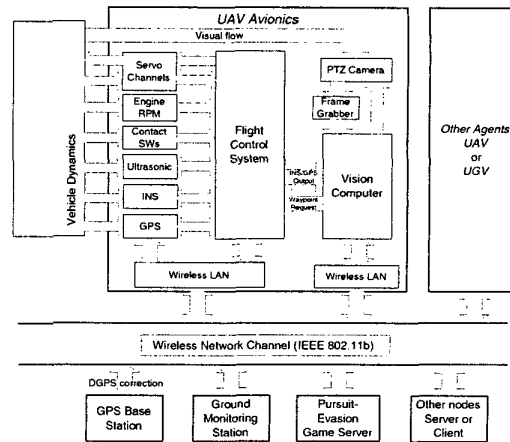 UAV Avionics
Visual flow
Vehicle Dynamics
Servo
Channels
Engine
RPM
Contact
SWs
Ultrasonic
INS
GPS
Flight
Control
System
PTZ Camera
Frame
Grabber
INS/GPS
Output
Waypoint
Request
Vision
Computer
Wireless LAN
Wireless LAN
Other Agents
UAV
or
UGV
Wireless Network Channel (IEEE 802.11b)
DGPS correction
GPS Base
Station
Ground
Monitoring
Station
Pursuit-
Evasion
Game Server
Other nodes
Server or
Client